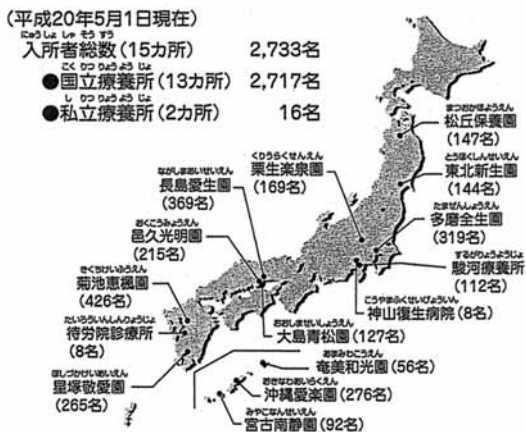 (平成20年5月1日現在)
にゅうしょしゃそうすう
入所者総数(15カ所) 2,733名
こくりつりょうようじょ
●国立療養所(13カ所) 2,717名
しりつりょうようじょ
●私立療養所(2カ所) 16名
まつおかほようえん
松丘保養園
(147名)
とうほくしんせいえん
東北新生園
(144名)
くりうらくせんえん
栗生楽泉園
(169名)
ながしまあいせいえん
長島愛生園
(369名)
たまぜんしょうえん
多磨全生園
(319名)
おくこうみょうえん
邑久光明園
(215名)
するがりょうようじょ
駿河療養所
(112名)
きくちけいふうえん
菊池恵楓園
(426名)
こうやまふくせいびょういん
神山復生病院(8名)
たいろういんしんりょうじょ
待労院診療所
(8名)
おおしませいしょうえん
大島青松園(127名)
ほしづかけいあいえん
星塚敬愛園
(265名)
あまみわこうえん
奄美和光園(56名)
おきなわあいらくえん
沖縄愛楽園(276名)
みやこなんせいえん
宮古南静園(92名)